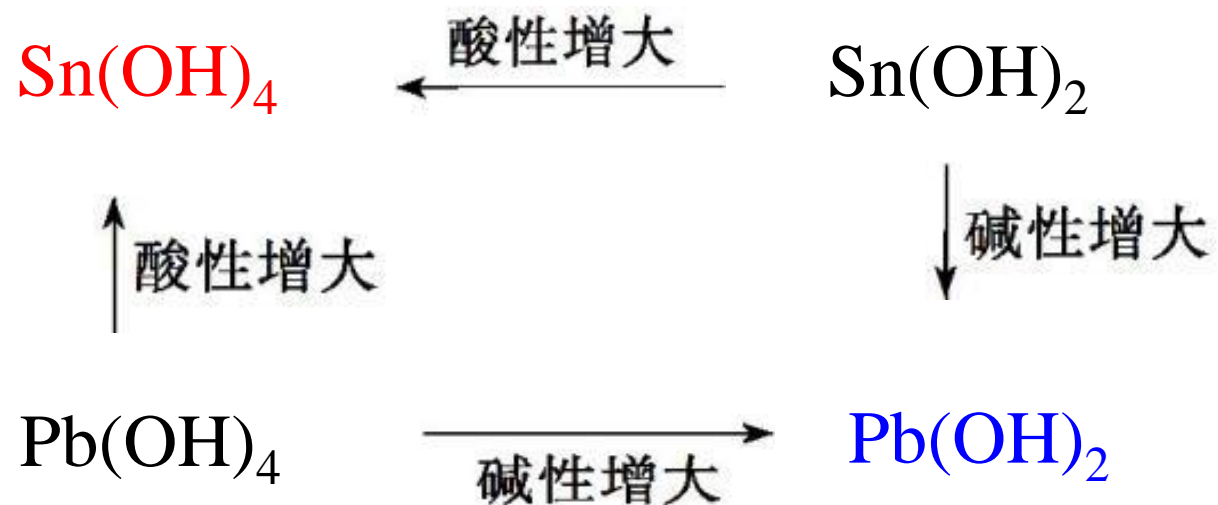 酸性增大
Sn(OH)₄
Sn(OH)₂
酸性增大
碱性增大
Pb(OH)₄
Pb(OH)₂
碱性增大